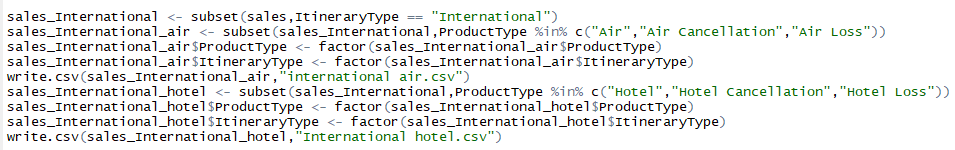 sales_International <- subset(sales,ItineraryType == "International")
sales_International_air <- subset(sales_International,ProductType %in% c("Air","Air Cancellation","Air Loss"))
sales_International_air$ProductType <- factor(sales_International_air$ProductType)
sales_International_air$ItineraryType <- factor(sales_International_air$ItineraryType)
write.csv(sales_International_air,"international air.csv")
sales_International_hotel <- subset(sales_International,ProductType %in% c("Hotel","Hotel Cancellation","Hotel Loss"))
sales_International_hotel$ProductType <- factor(sales_International_hotel$ProductType)
sales_International_hotel$ItineraryType <- factor(sales_International_hotel$ItineraryType)
write.csv(sales_International_hotel,"International hotel.csv")